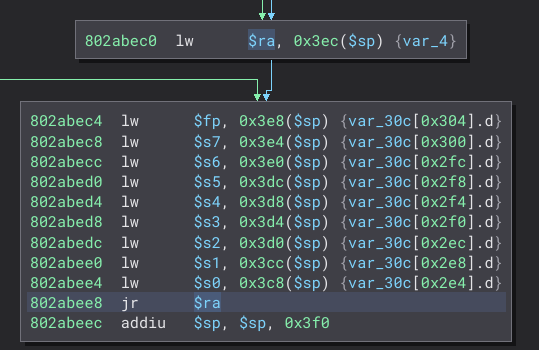 802abec0 lw $ra, 0x3ec($sp) {var_4}
802abec4 lw $fp, 0x3e8($sp) {var_30c[0x304].d}
802abec8 lw $s7, 0x3e4($sp) {var_30c[0x300].d}
802abecc lw $s6, 0x3e0($sp) {var_30c[0x2fc].d}
802abed0 lw $s5, 0x3dc($sp) {var_30c[0x2f8].d}
802abed4 lw $s4, 0x3d8($sp) {var_30c[0x2f4].d}
802abed8 lw $s3, 0x3d4($sp) {var_30c[0x2f0].d}
802abedc lw $s2, 0x3d0($sp) {var_30c[0x2ec].d}
802abee0 lw $s1, 0x3cc($sp) {var_30c[0x2e8].d}
802abee4 lw $s0, 0x3c8($sp) {var_30c[0x2e4].d}
802abee8 jr $ra
802abeec addiu $sp, $sp, 0x3f0